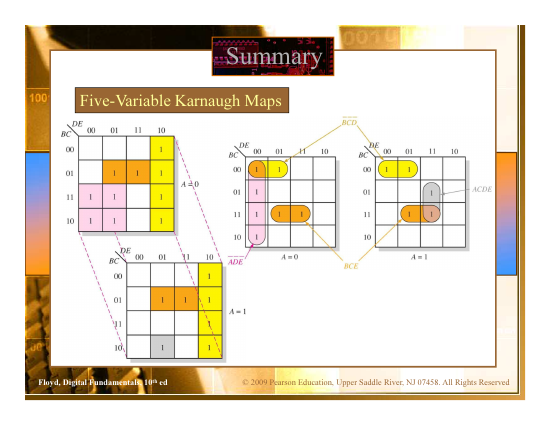 1001
1001
00
Summary
Five-Variable Karnaugh Maps
DE
BC 00 01 11 10
00 1
01 1 1 1
11 1 1 1
10 1 1 1
A = 0
DE
BC 00 01 11 10
00 1
01 1 1 1
11 1
10 1 1
A = 1
BCD
DE
BC 00 01 11 10
00 1 1
01 1
11 1 1 1
10 1
A = 0
ADE
DE
BC 00 01 11 10
00 1 1
01 1
11 1 1
10
A = 1
ACDE
BCE
Floyd, Digital Fundamentals, 10th ed
© 2009 Pearson Education, Upper Saddle River, NJ 07458. All Rights Reserved